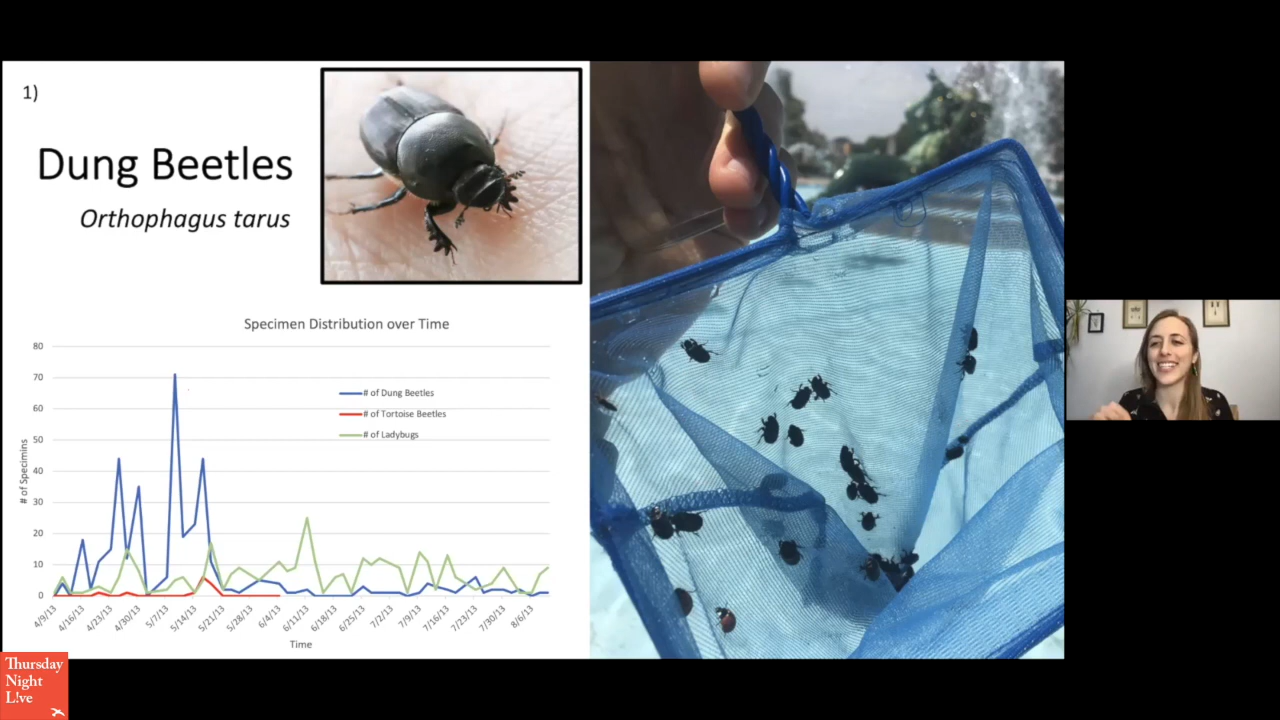 1)
Dung Beetles
Orthophagus tarus
Specimen Distribution over Time
80
70
60
50
40
30
20
10
0
# of Specimins
# of Dung Beetles
# of Tortoise Beetles
# of Ladybugs
4/9/13
4/16/13
4/23/13
4/30/13
5/7/13
5/14/13
5/21/13
5/28/13
6/4/13
6/11/13
6/18/13
6/25/13
7/2/13
7/9/13
7/16/13
7/23/13
7/30/13
8/6/13
Time
Thursday
Night
L!ve